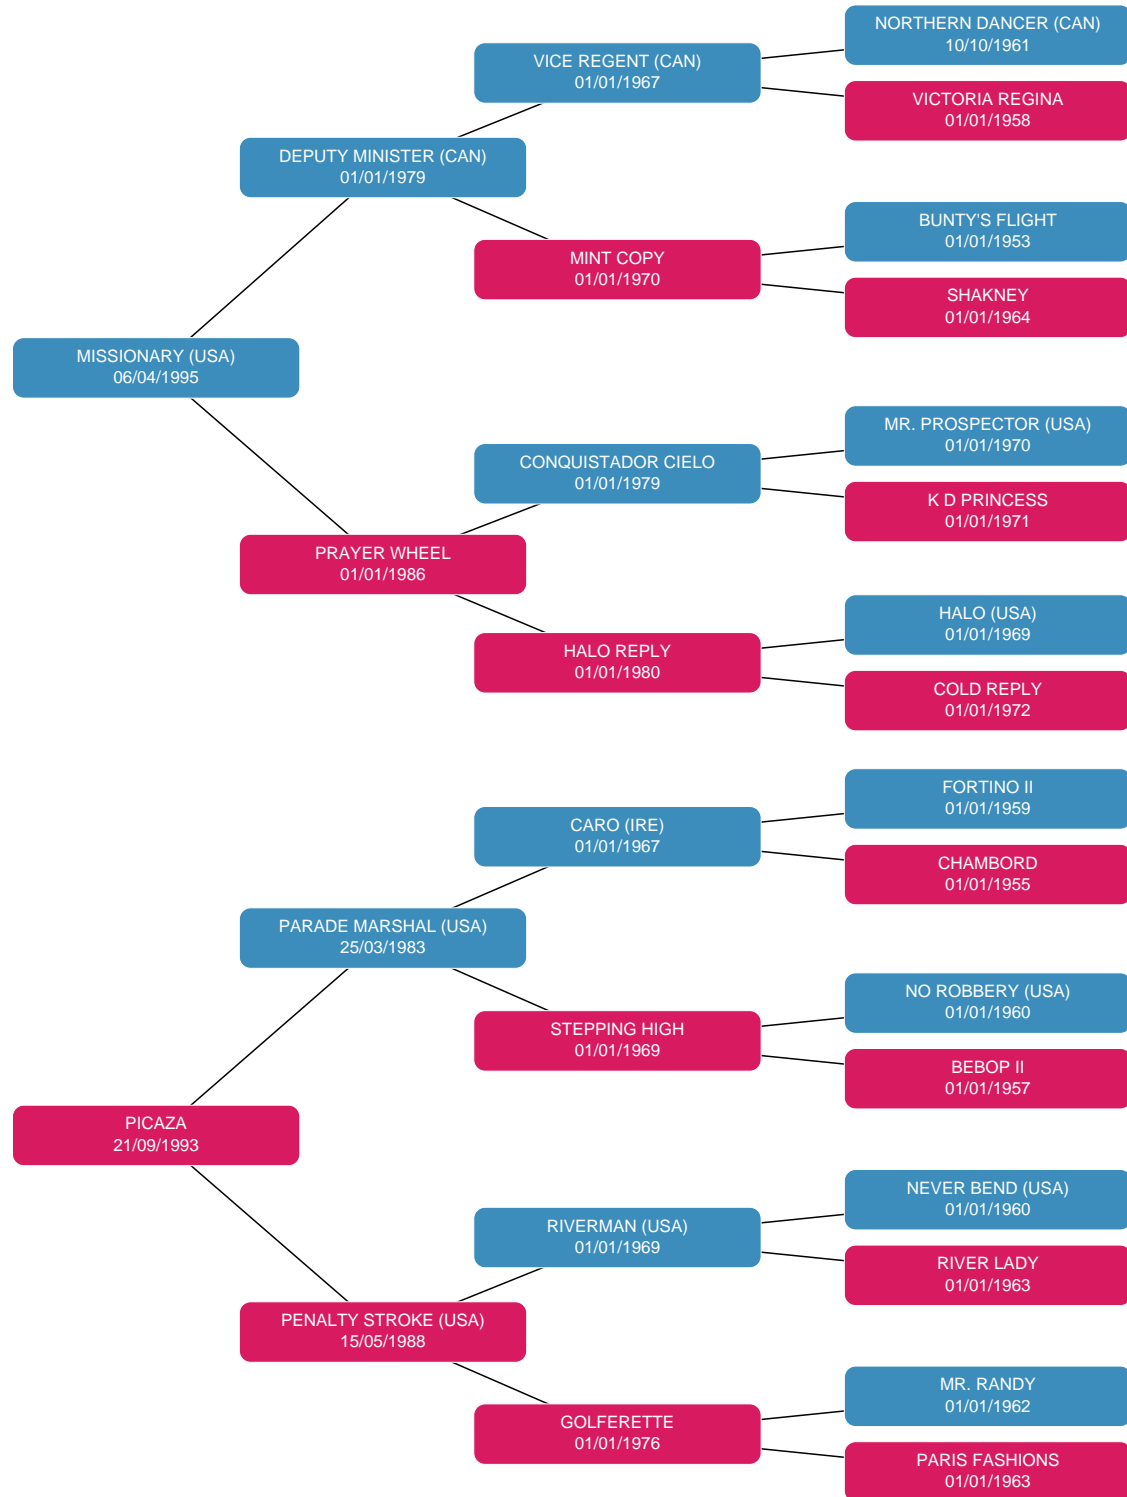 NORTHERN DANCER (CAN)
10/10/1961
VICE REGENT (CAN)
01/01/1967
VICTORIA REGINA
01/01/1958
DEPUTY MINISTER (CAN)
01/01/1979
BUNTY'S FLIGHT
01/01/1953
MINT COPY
01/01/1970
SHAKNEY
01/01/1964
MISSIONARY (USA)
06/04/1995
MR. PROSPECTOR (USA)
01/01/1970
CONQUISTADOR CIELO
01/01/1979
K D PRINCESS
01/01/1971
PRAYER WHEEL
01/01/1986
HALO (USA)
01/01/1969
HALO REPLY
01/01/1980
COLD REPLY
01/01/1972
FORTINO II
01/01/1959
CARO (IRE)
01/01/1967
CHAMBORD
01/01/1955
PARADE MARSHAL (USA)
25/03/1983
NO ROBBERY (USA)
01/01/1960
STEPPING HIGH
01/01/1969
BEBOP II
01/01/1957
PICAZA
21/09/1993
NEVER BEND (USA)
01/01/1960
RIVERMAN (USA)
01/01/1969
RIVER LADY
01/01/1963
PENALTY STROKE (USA)
15/05/1988
MR. RANDY
01/01/1962
GOLFERETTE
01/01/1976
PARIS FASHIONS
01/01/1963